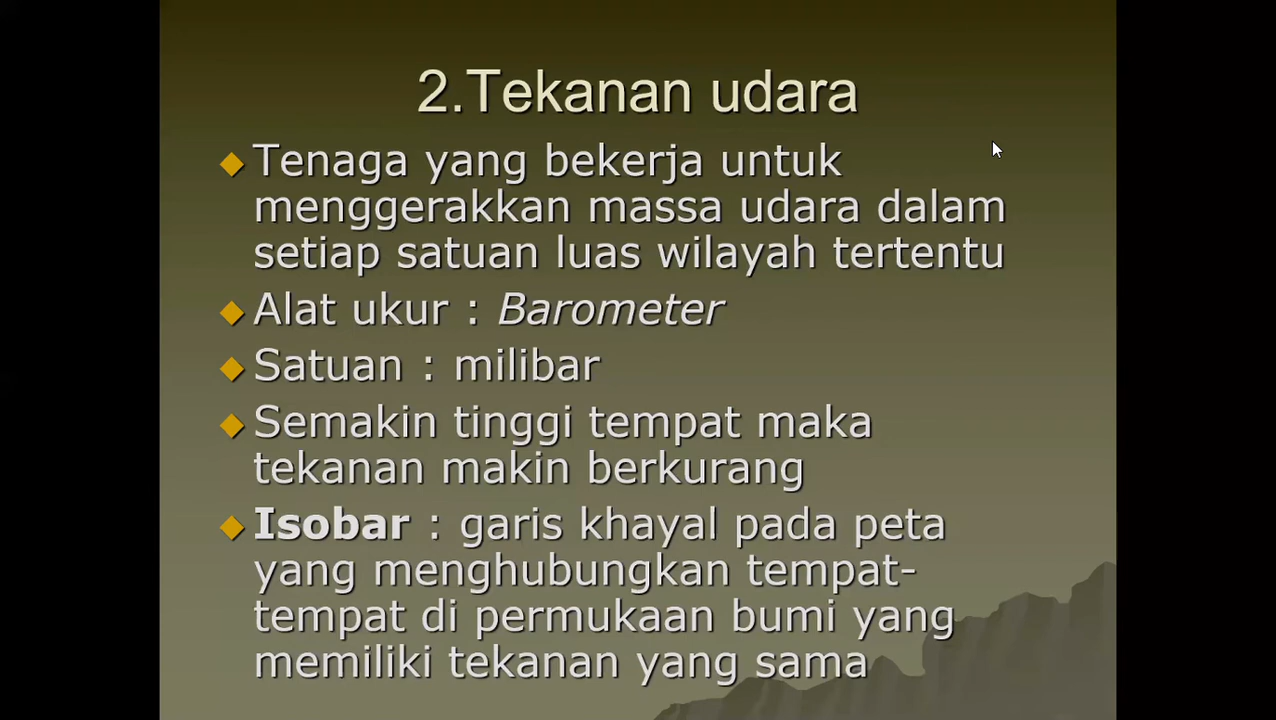 2.Tekanan udara
Tenaga yang bekerja untuk
menggerakkan massa udara dalam
setiap satuan luas wilayah tertentu
Alat ukur : Barometer
Satuan : milibar
Semakin tinggi tempat maka
tekanan makin berkurang
Isobar : garis khayal pada peta
yang menghubungkan tempat-
tempat di permukaan bumi yang
memiliki tekanan yang sama